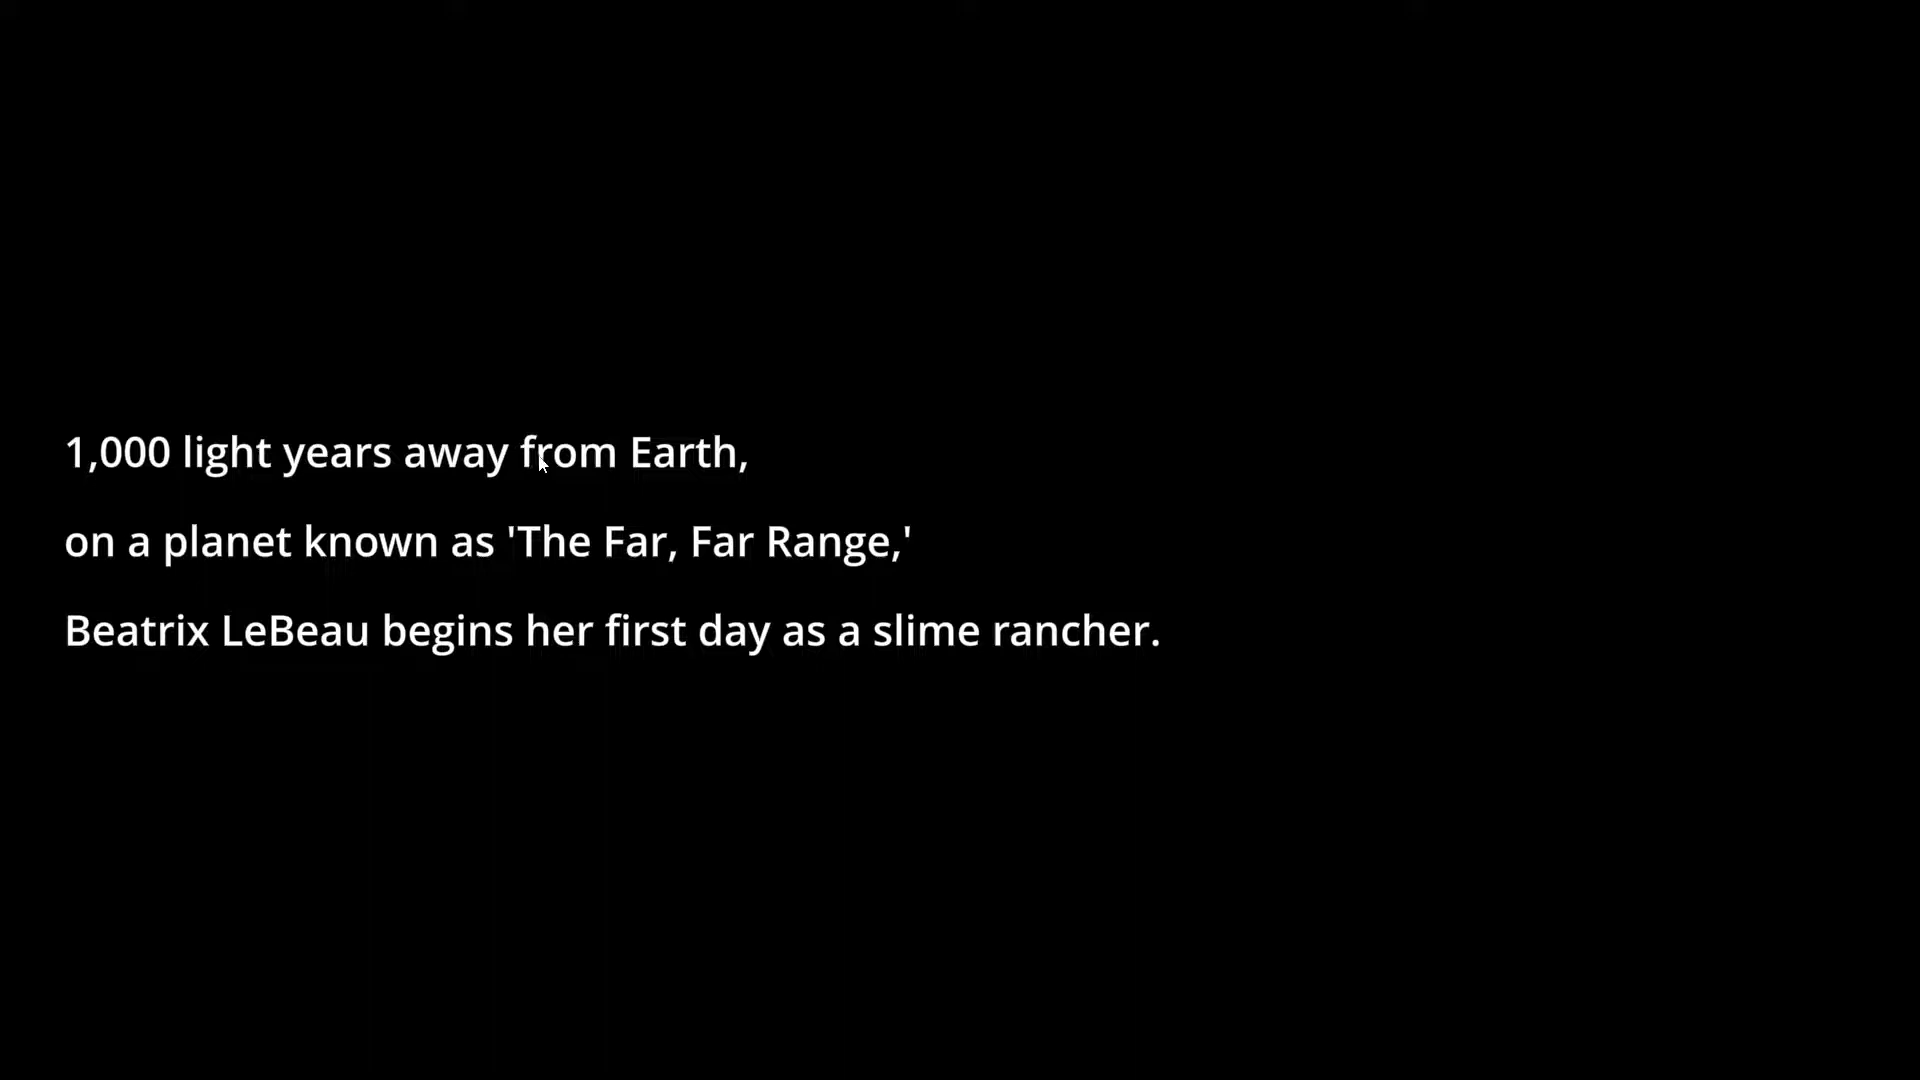 1,000 light years away from Earth,
on a planet known as 'The Far, Far Range,'
Beatrix LeBeau begins her first day as a slime rancher.